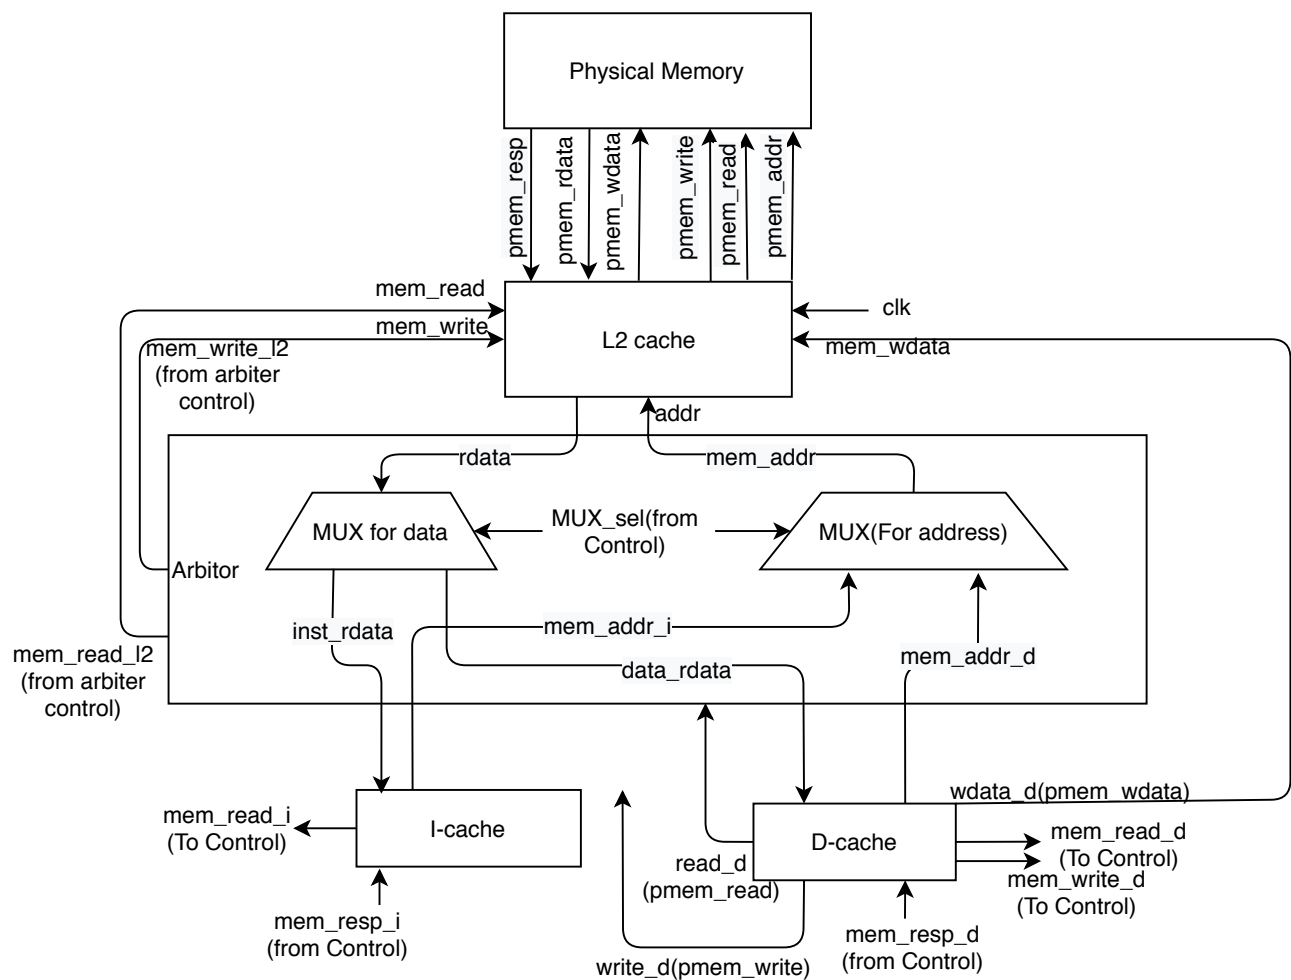 Physical Memory
pmem_resp
pmem_rdata
pmem_wdata
pmem_write
pmem_read
pmem_addr
mem_read
mem_write
L2 cache
clk
mem_wdata
mem_write_l2
(from arbiter
control)
addr
rdata
mem_addr
MUX for data
MUX_sel(from
Control)
MUX(For address)
Arbitor
inst_rdata
mem_addr_i
data_rdata
mem_addr_d
mem_read_l2
(from arbiter
control)
mem_read_i
(To Control)
I-cache
mem_resp_i
(from Control)
wdata_d(pmem_wdata)
D-cache
read_d
(pmem_read)
mem_read_d
(To Control)
mem_write_d
(To Control)
mem_resp_d
(from Control)
write_d(pmem_write)